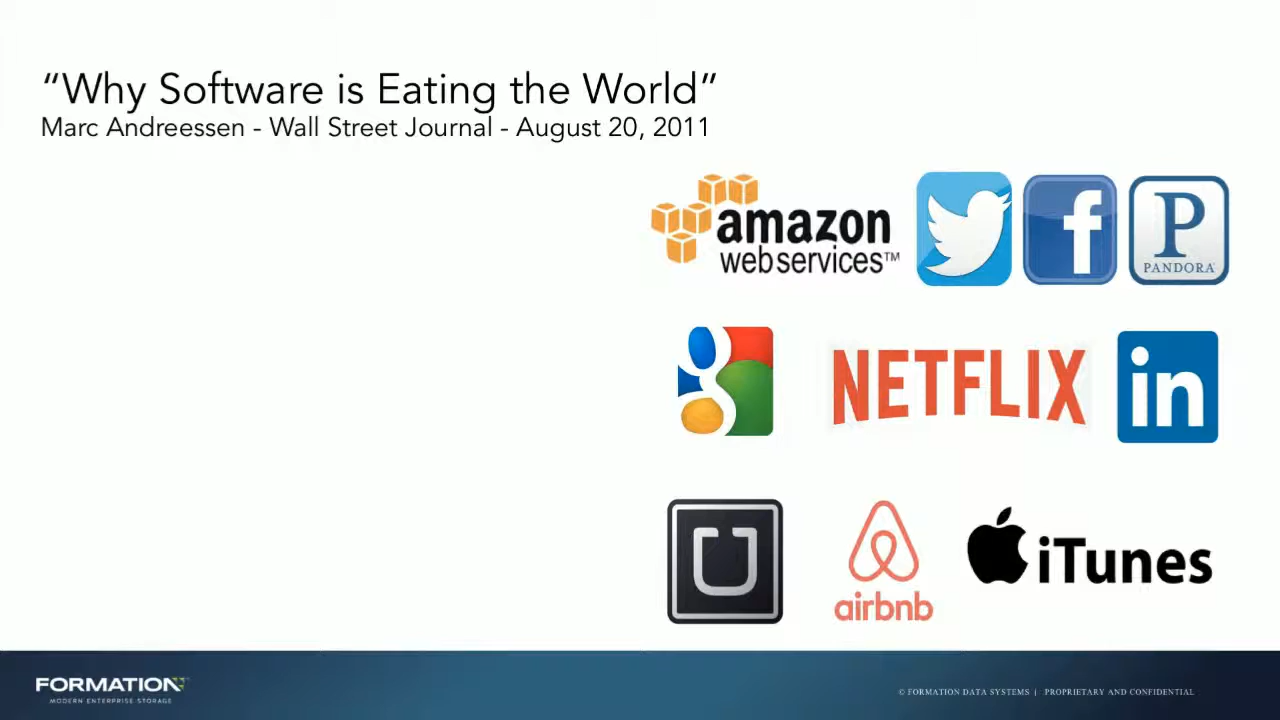 “Why Software is Eating the World”
Marc Andreessen - Wall Street Journal - August 20, 2011
amazon
webservices™
f
P
PANDORA
g
NETFLIX
in
U
airbnb
iTunes
FORMATION
MODERN ENTERPRISE STORAGE
© FORMATION DATA SYSTEMS | PROPRIETARY AND CONFIDENTIAL